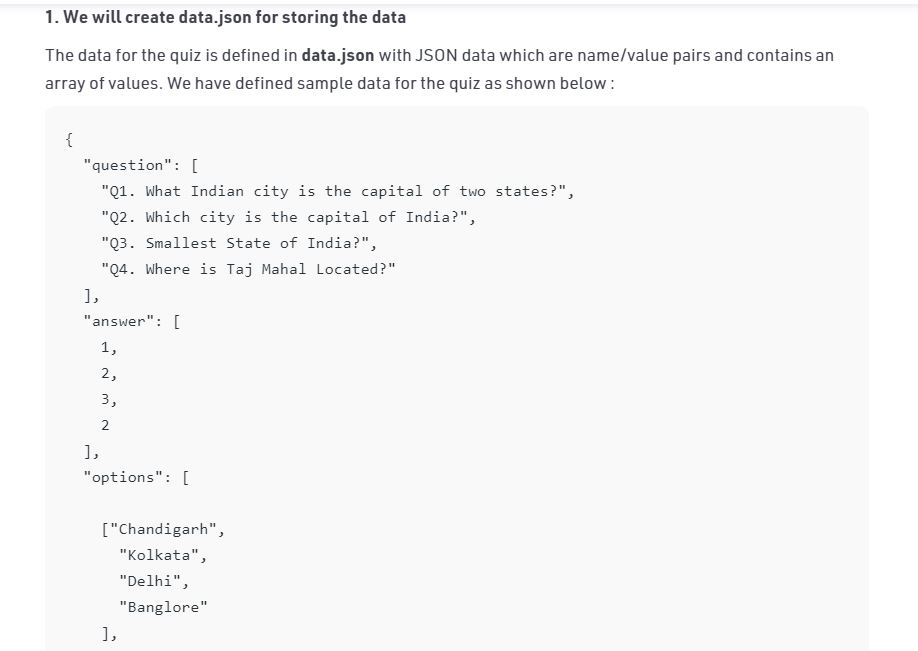 1. We will create data.json for storing the data
The data for the quiz is defined in data.json with JSON data which are name/value pairs and contains an
array of values. We have defined sample data for the quiz as shown below :
{
  "question": [
    "Q1. What Indian city is the capital of two states?",
    "Q2. Which city is the capital of India?",
    "Q3. Smallest State of India?",
    "Q4. Where is Taj Mahal Located?"
  ],
  "answer": [
    1,
    2,
    3,
    2
  ],
  "options": [
    ["Chandigarh",
      "Kolkata",
      "Delhi",
      "Banglore"
    ],